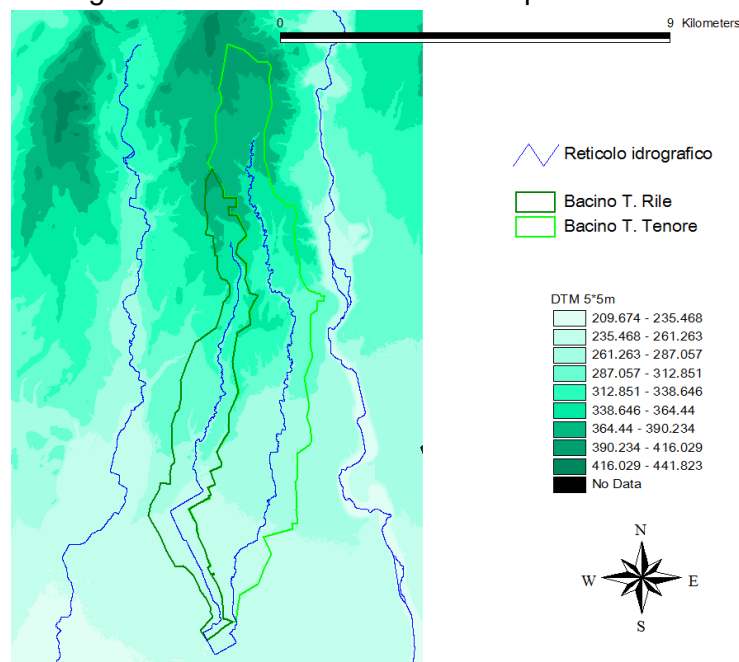 0 9 Kilometers
Reticolo idrografico
Bacino T. Rile
Bacino T. Tenore
DTM 5*5m
209.674 - 235.468
235.468 - 261.263
261.263 - 287.057
287.057 - 312.851
312.851 - 338.646
338.646 - 364.44
364.44 - 390.234
390.234 - 416.029
416.029 - 441.823
No Data
N
W E
S